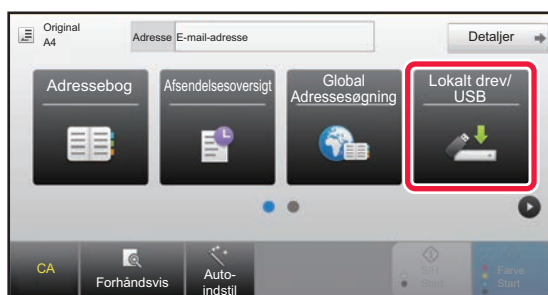 Original
A4
Adresse E-mail-adresse
Detaljer
Adressebog
Afsendelsesoversigt
Global
Adressesøgning
Lokalt drev/
USB
CA
Forhåndsvis
Auto-
indstil
S/H
Start
Farve
Start